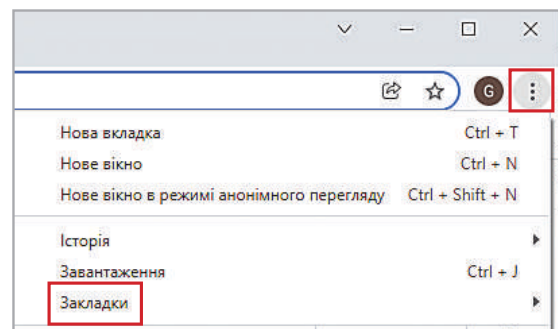 G
Нова вкладка Ctrl + T
Нове вікно Ctrl + N
Нове вікно в режимі анонімного перегляду Ctrl + Shift + N
Історія
Завантаження Ctrl + J
Закладки